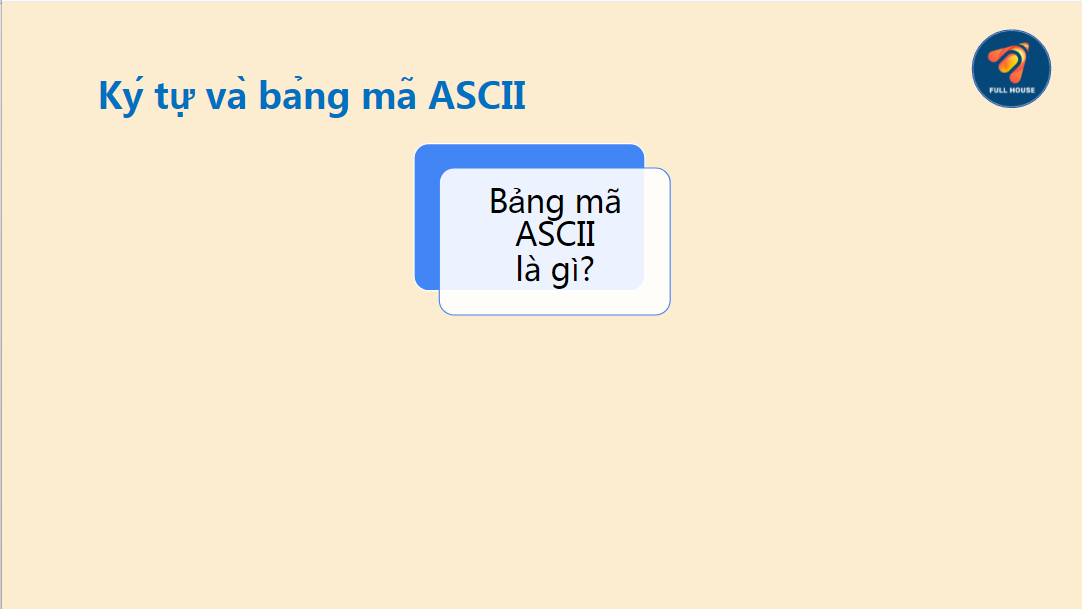 FULL HOUSE
Ký tự và bảng mã ASCII
Bảng mã
ASCII
là gì?